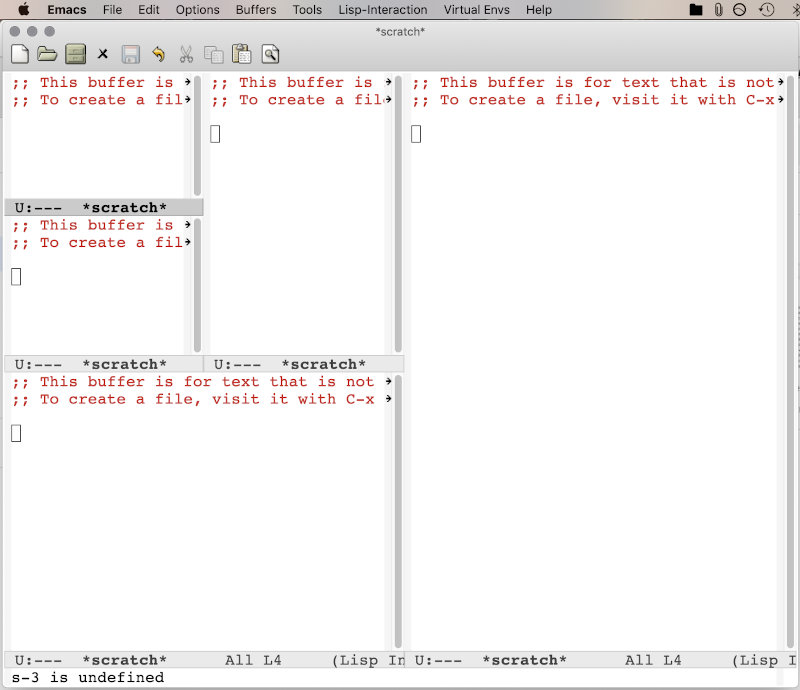 Emacs File Edit Options Buffers Tools Lisp-Interaction Virtual Envs Help
*scratch*
;; This buffer is
;; To create a fil
U:--- *scratch*
;; This buffer is
;; To create a fil
U:--- *scratch*
;; This buffer is
;; To create a fil
U:--- *scratch*
;; This buffer is for text that is not
;; To create a file, visit it with C-x
U:--- *scratch* All L4 (Lisp In
;; This buffer is for text that is not
;; To create a file, visit it with C-x
U:--- *scratch* All L4 (Lisp I
s-3 is undefined